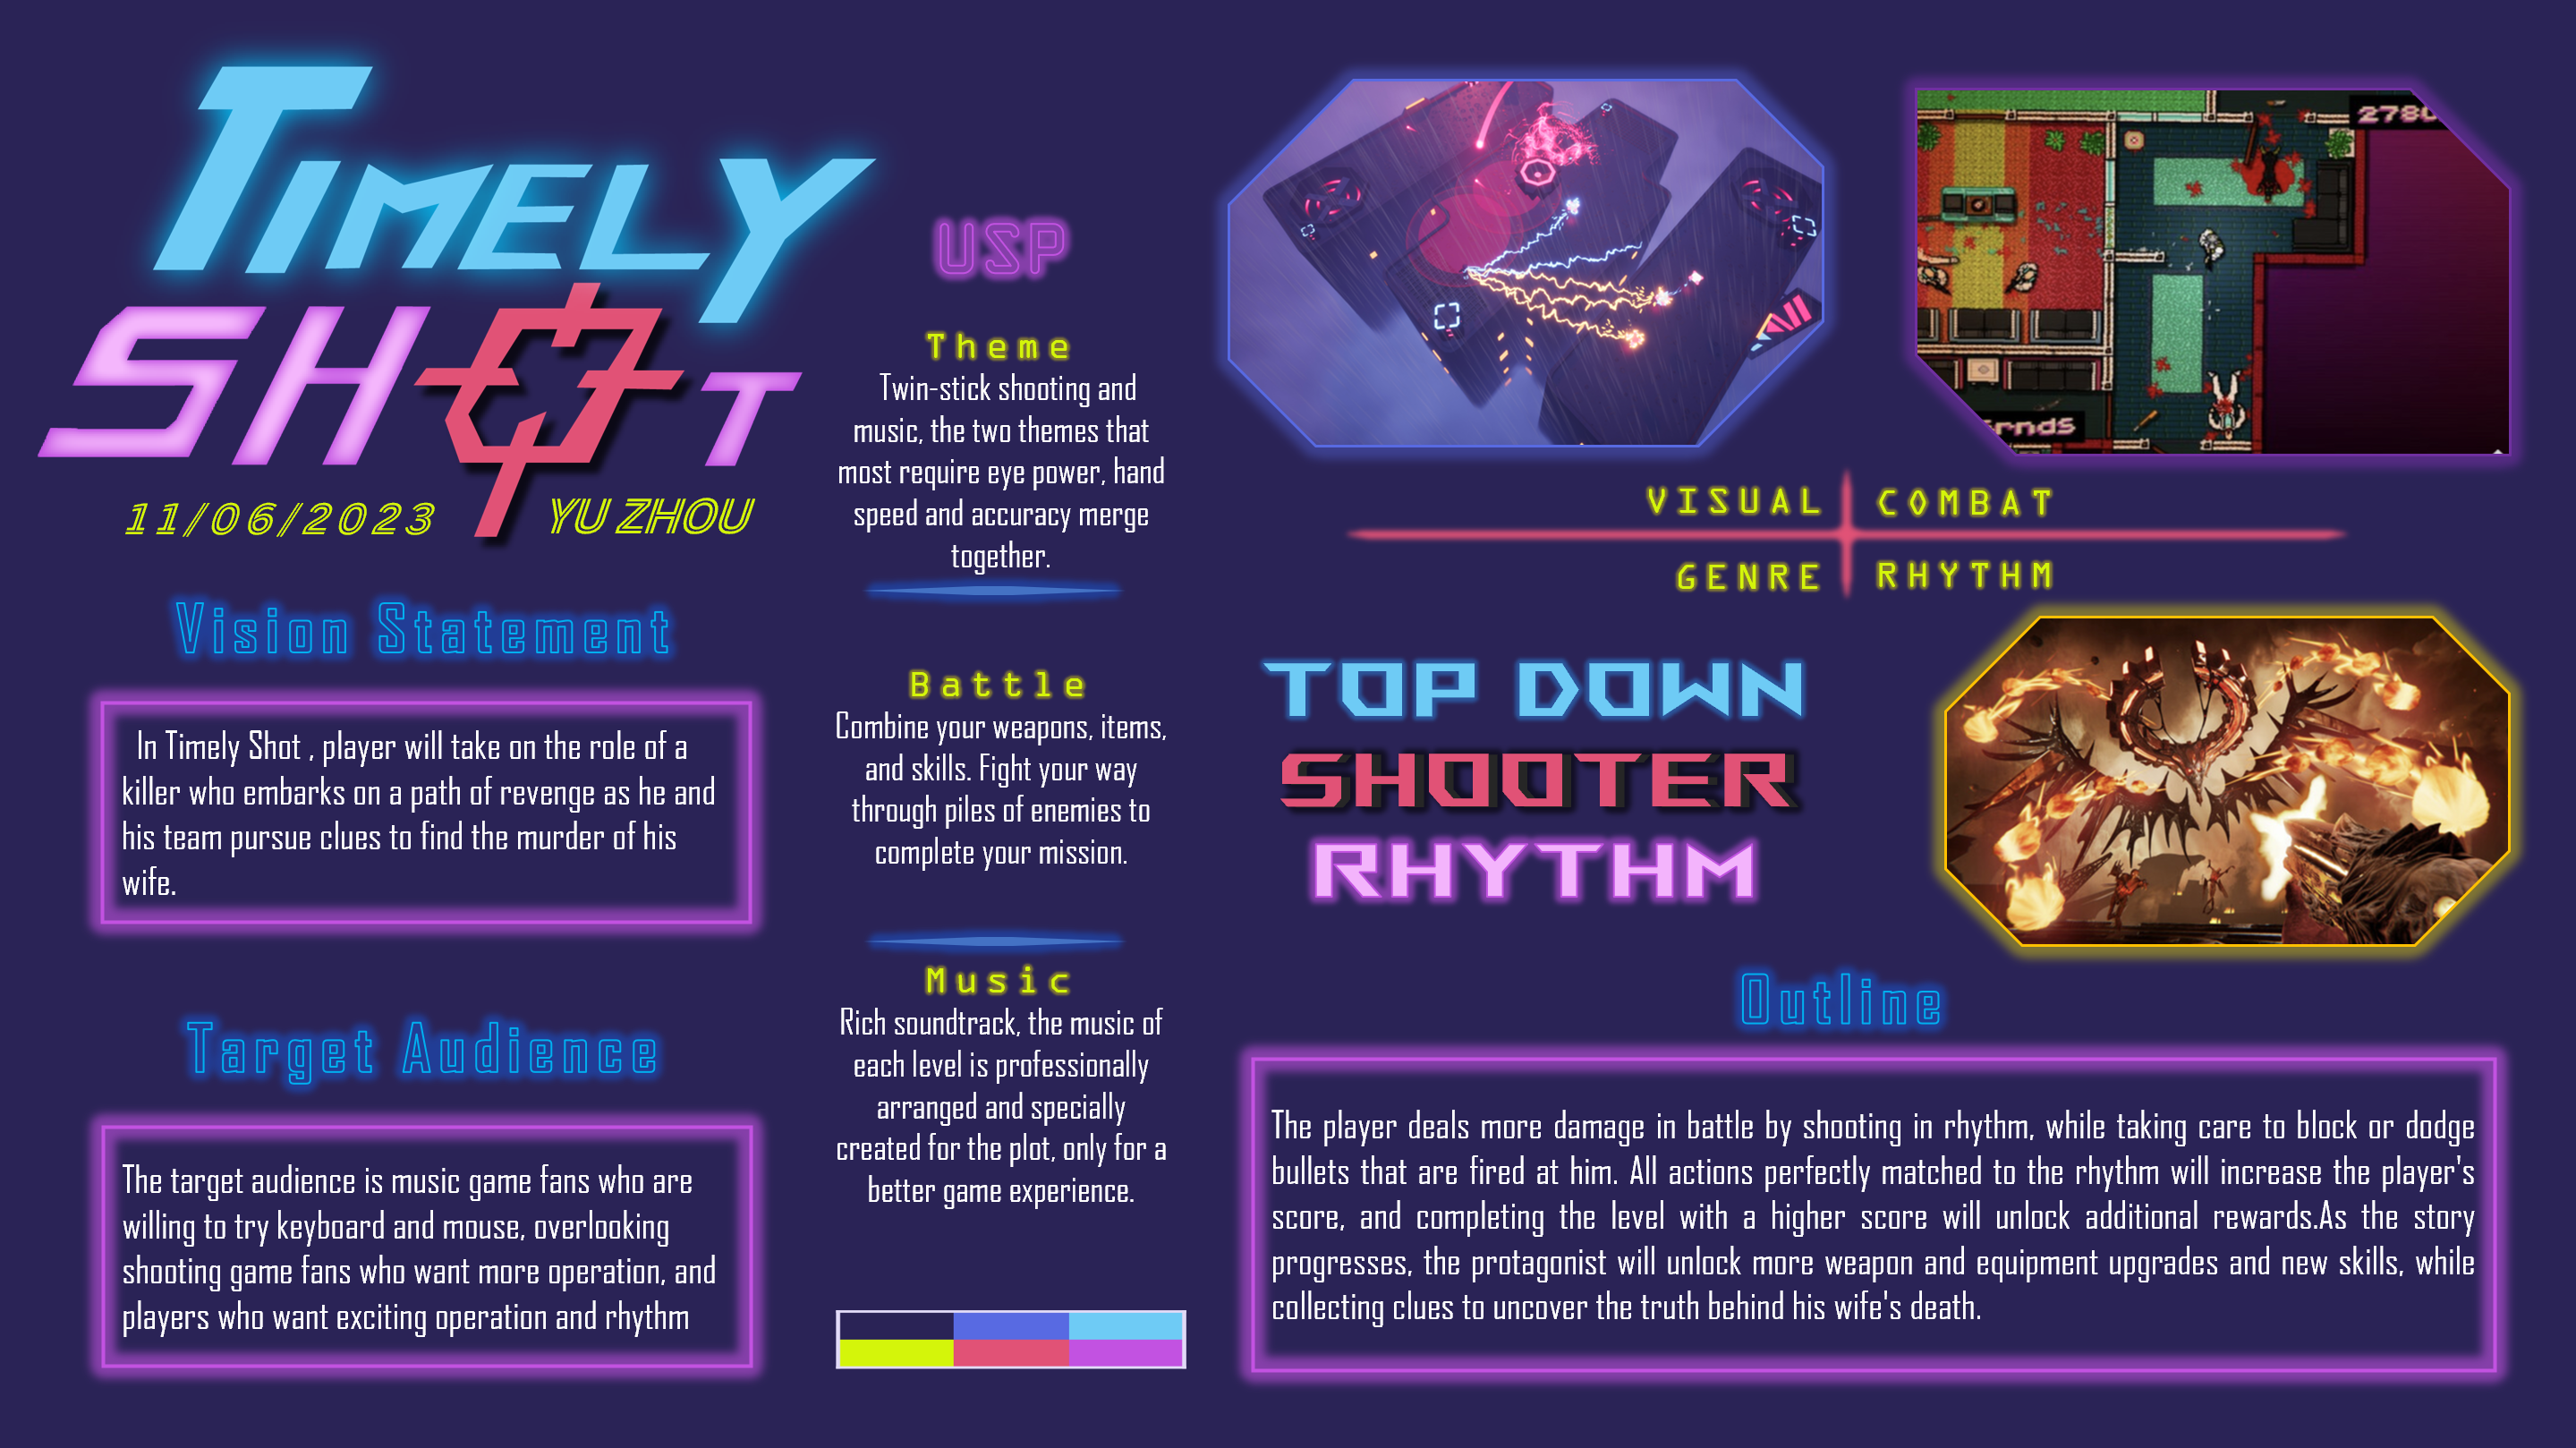 TIMELY
SHOT
11/06/2023 YU ZHOU
Vision Statement
In Timely Shot , player will take on the role of a
killer who embarks on a path of revenge as he and
his team pursue clues to find the murder of his
wife.
Target Audience
The target audience is music game fans who are
willing to try keyboard and mouse, overlooking
shooting game fans who want more operation, and
players who want exciting operation and rhythm
USP
Theme
Twin-stick shooting and
music, the two themes that
most require eye power, hand
speed and accuracy merge
together.
Battle
Combine your weapons, items,
and skills. Fight your way
through piles of enemies to
complete your mission.
Music
Rich soundtrack, the music of
each level is professionally
arranged and specially
created for the plot, only for a
better game experience.
VISUAL COMBAT
GENRE RHYTHM
TOP DOWN
SHOOTER
RHYTHM
Outline
The player deals more damage in battle by shooting in rhythm, while taking care to block or dodge
bullets that are fired at him. All actions perfectly matched to the rhythm will increase the player's
score, and completing the level with a higher score will unlock additional rewards.As the story
progresses, the protagonist will unlock more weapon and equipment upgrades and new skills, while
collecting clues to uncover the truth behind his wife's death.